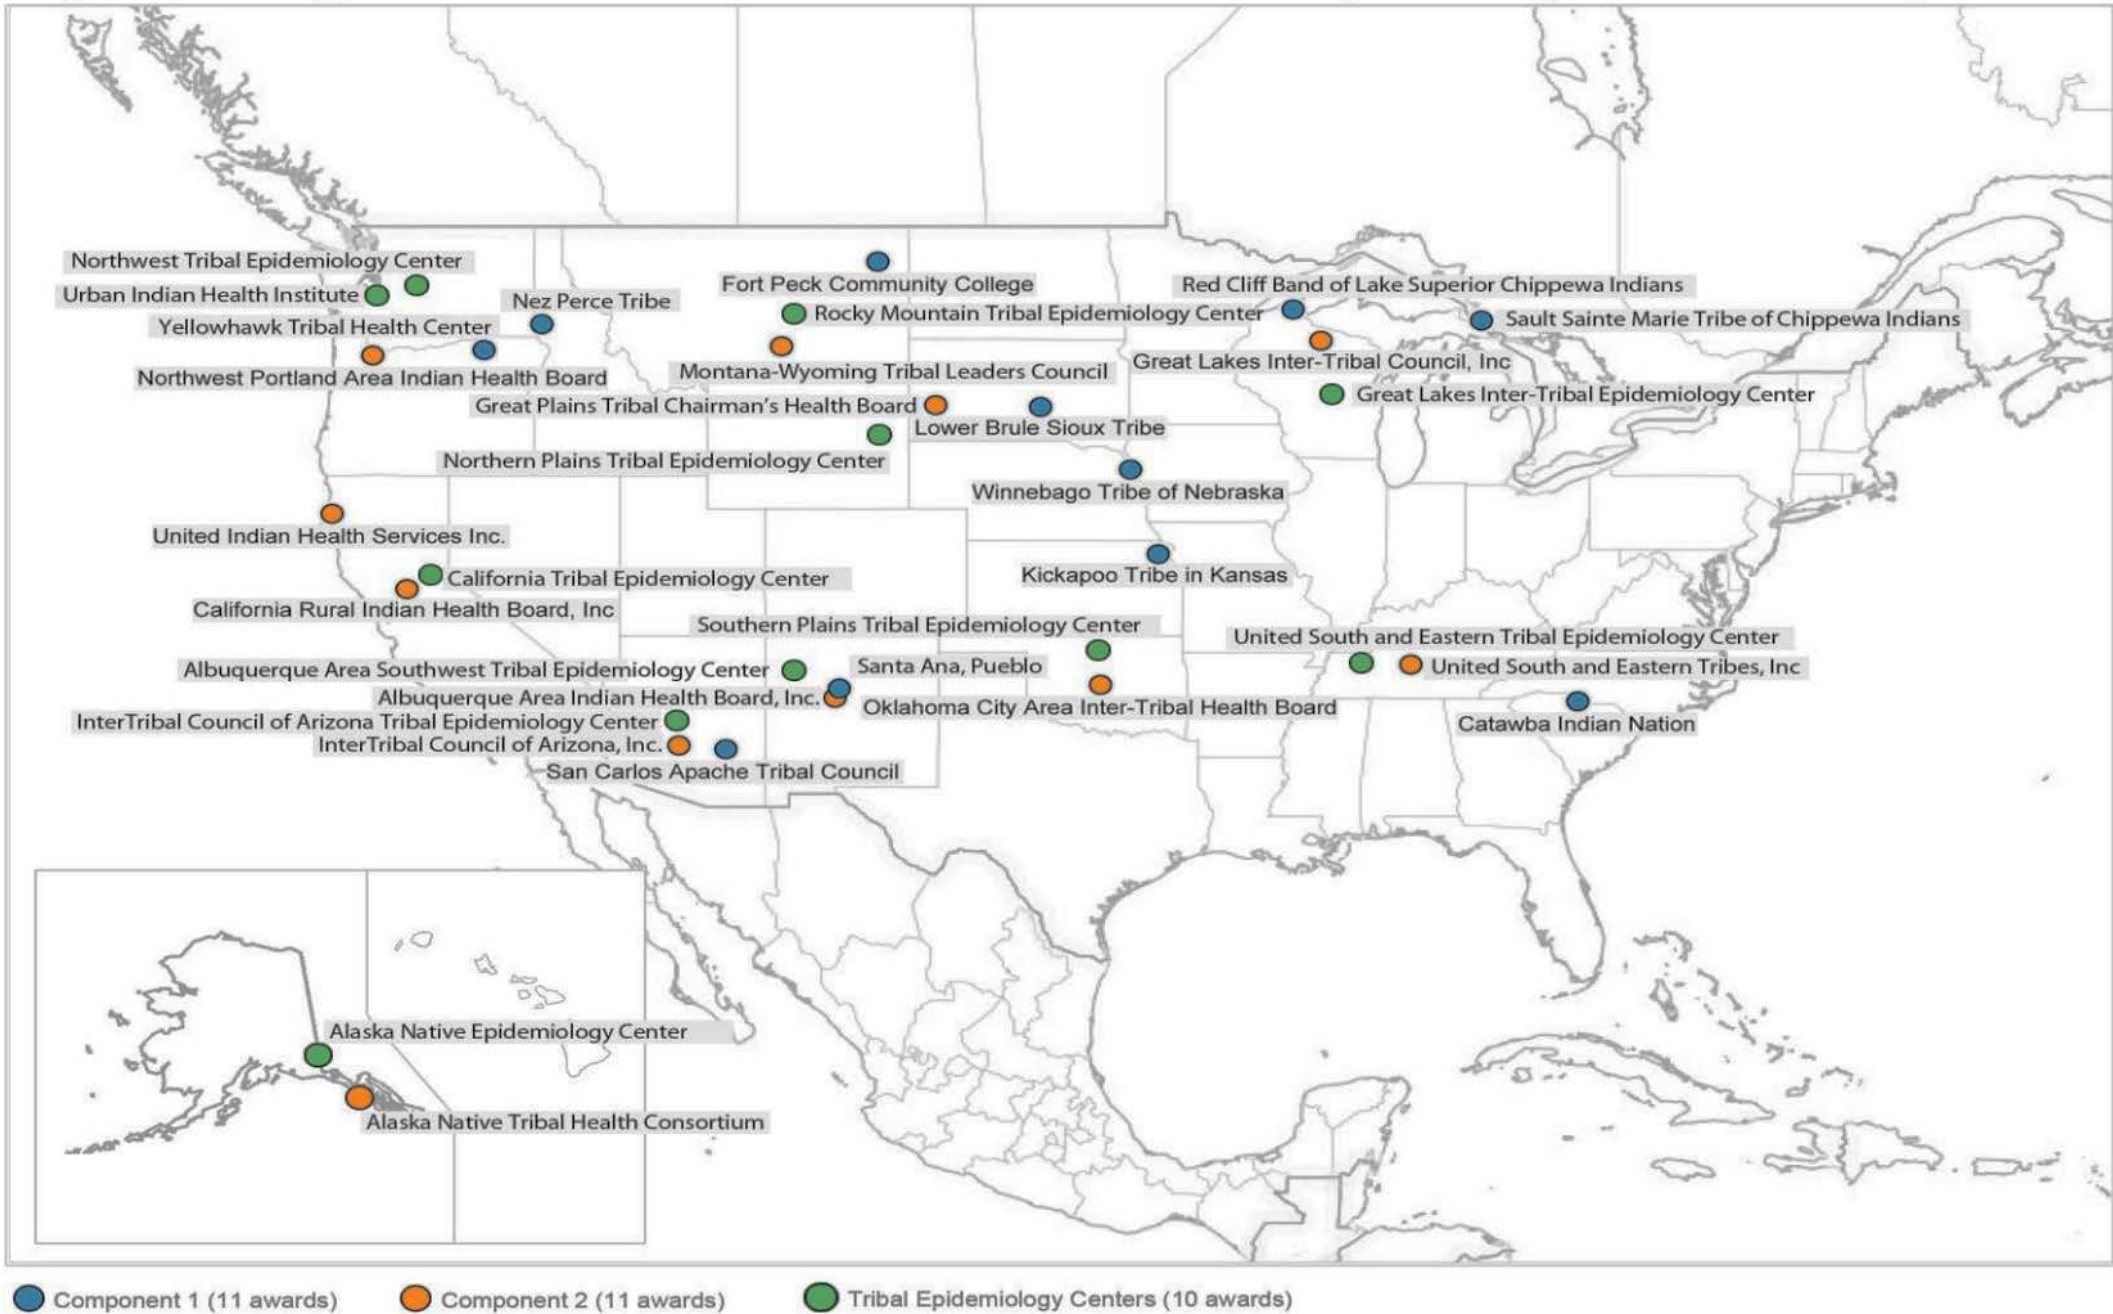 Northwest Tribal Epidemiology Center
Urban Indian Health Institute
Nez Perce Tribe
Yellowhawk Tribal Health Center
Northwest Portland Area Indian Health Board
Fort Peck Community College
Rocky Mountain Tribal Epidemiology Center
Montana-Wyoming Tribal Leaders Council
Red Cliff Band of Lake Superior Chippewa Indians
Sault Sainte Marie Tribe of Chippewa Indians
Great Lakes Inter-Tribal Council, Inc
Great Lakes Inter-Tribal Epidemiology Center
Great Plains Tribal Chairman's Health Board
Lower Brule Sioux Tribe
Northern Plains Tribal Epidemiology Center
Winnebago Tribe of Nebraska
United Indian Health Services Inc.
California Tribal Epidemiology Center
Kickapoo Tribe in Kansas
California Rural Indian Health Board, Inc
Southern Plains Tribal Epidemiology Center
United South and Eastern Tribal Epidemiology Center
Albuquerque Area Southwest Tribal Epidemiology Center
Santa Ana, Pueblo
United South and Eastern Tribes, Inc
Albuquerque Area Indian Health Board, Inc.
Oklahoma City Area Inter-Tribal Health Board
InterTribal Council of Arizona Tribal Epidemiology Center
Catawba Indian Nation
InterTribal Council of Arizona, Inc.
San Carlos Apache Tribal Council
Alaska Native Epidemiology Center
Alaska Native Tribal Health Consortium
Component 1 (11 awards)
Component 2 (11 awards)
Tribal Epidemiology Centers (10 awards)